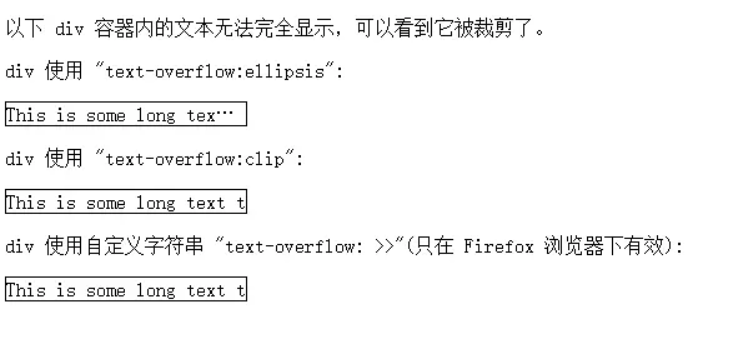 以下 div 容器内的文本无法完全显示，可以看到它被裁剪了。
div 使用 "text-overflow:ellipsis":
This is some long tex…
div 使用 "text-overflow:clip":
This is some long text t
div 使用自定义字符串 "text-overflow: >>"(只在 Firefox 浏览器下有效):
This is some long text t